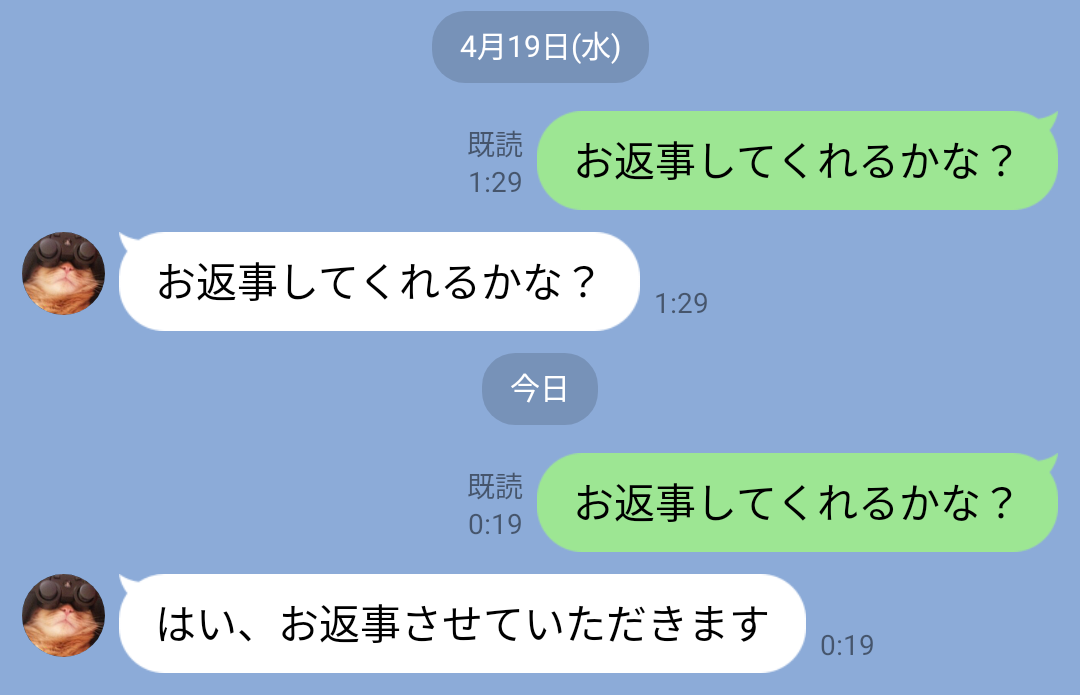 4月19日(水)
既読
1:29
お返事してくれるかな？
お返事してくれるかな？
1:29
今日
既読
0:19
お返事してくれるかな？
はい、お返事させていただきます
0:19